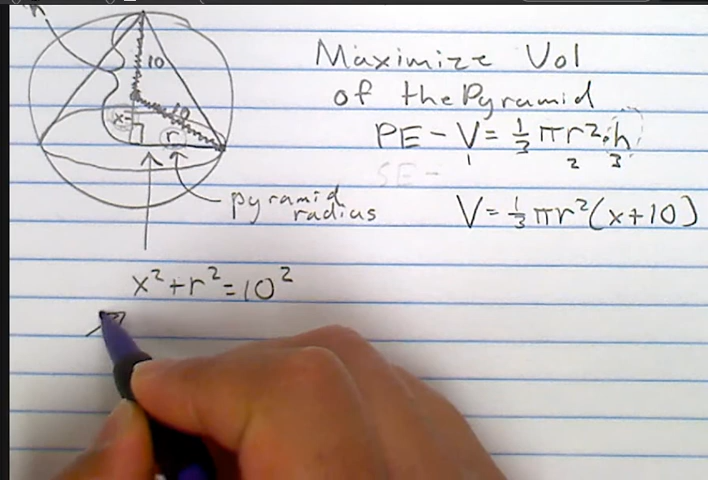 Maximize Vol
of the Pyramid
PE - V = 1/3 πr²·h
1 2 3
SE -
V = 1/3 πr²(x+10)
10
10
x
r
pyramid
radius
x² + r² = 10²